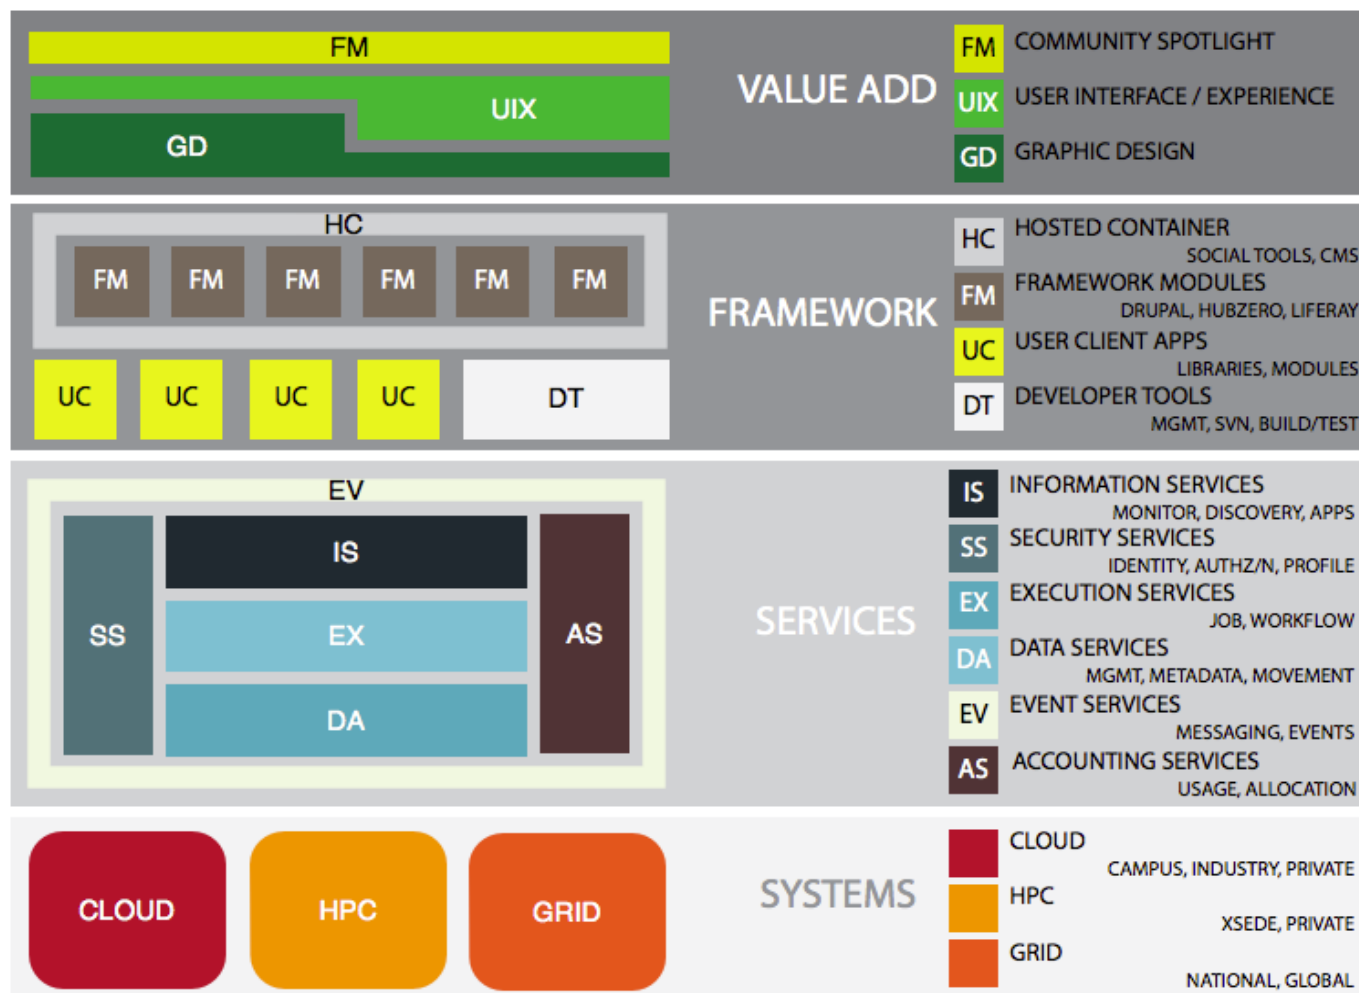 FM
UIX
GD
VALUE ADD
FM COMMUNITY SPOTLIGHT
UIX USER INTERFACE / EXPERIENCE
GD GRAPHIC DESIGN
HC
FM FM FM FM FM FM
UC UC UC UC DT
FRAMEWORK
HC HOSTED CONTAINER
SOCIAL TOOLS, CMS
FM FRAMEWORK MODULES
DRUPAL, HUBZERO, LIFERAY
UC USER CLIENT APPS
LIBRARIES, MODULES
DT DEVELOPER TOOLS
MGMT, SVN, BUILD/TEST
EV
IS
SS EX AS
DA
SERVICES
IS INFORMATION SERVICES
MONITOR, DISCOVERY, APPS
SS SECURITY SERVICES
IDENTITY, AUTHZ/N, PROFILE
EX EXECUTION SERVICES
JOB, WORKFLOW
DA DATA SERVICES
MGMT, METADATA, MOVEMENT
EV EVENT SERVICES
MESSAGING, EVENTS
AS ACCOUNTING SERVICES
USAGE, ALLOCATION
CLOUD HPC GRID
SYSTEMS
CLOUD
CAMPUS, INDUSTRY, PRIVATE
HPC
XSEDE, PRIVATE
GRID
NATIONAL, GLOBAL